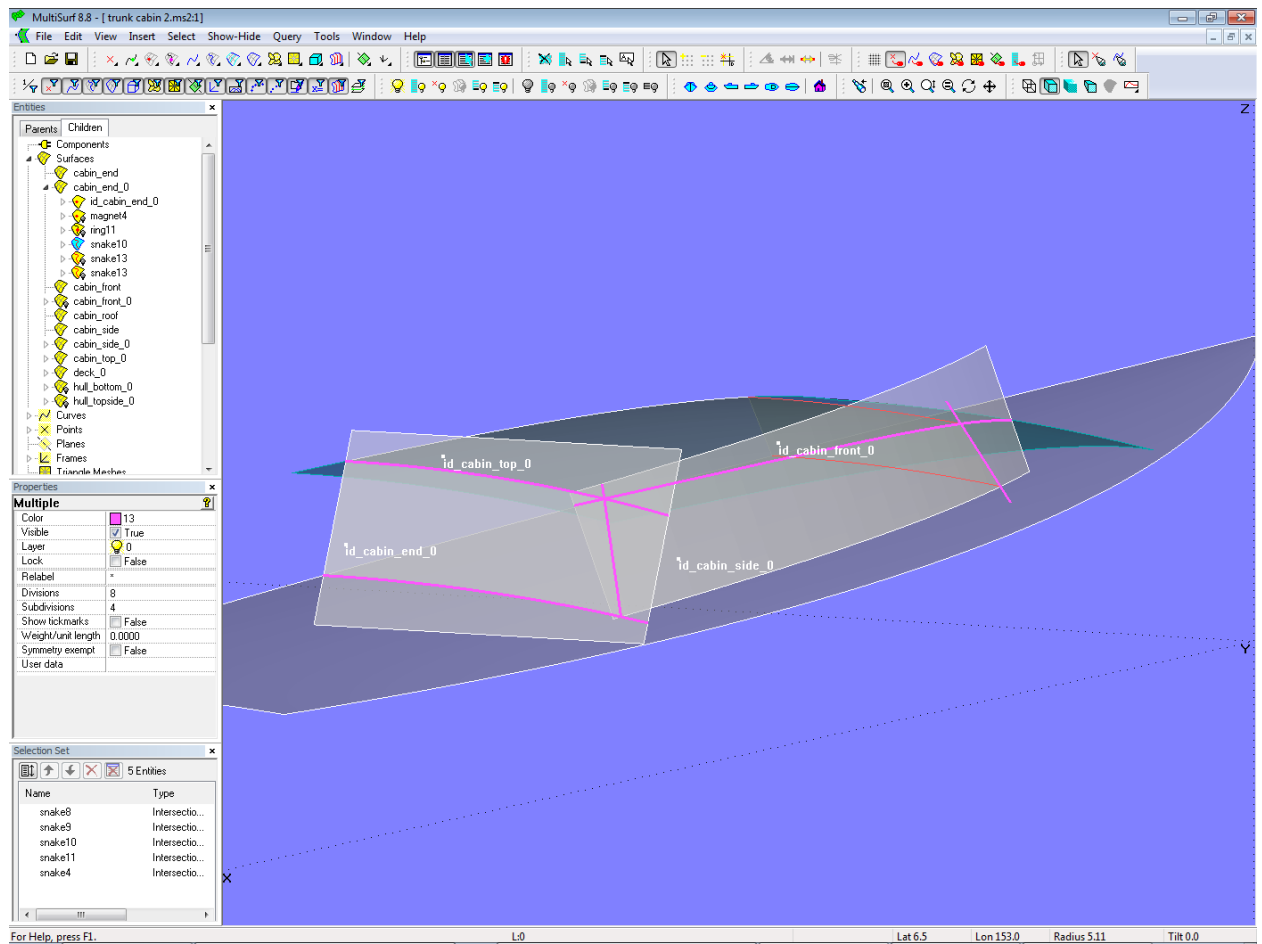 MultiSurf 8.8 - [ trunk cabin 2.ms2:1]
File Edit View Insert Select Show-Hide Query Tools Window Help
Entities
Parents Children
Components
Surfaces
cabin_end
cabin_end_0
id_cabin_end_0
magnet4
ring11
snake10
snake13
snake13
cabin_front
cabin_front_0
cabin_roof
cabin_side
cabin_side_0
cabin_top_0
deck_0
hull_bottom_0
hull_topside_0
Curves
Points
Planes
Frames
Triangle Meshes
Properties
Multiple
Color 13
Visible True
Layer 0
Lock False
Relabel *
Divisions 8
Subdivisions 4
Show tickmarks False
Weight/unit length 0.0000
Symmetry exempt False
User data
Selection Set
5 Entities
Name Type
snake8 Intersectio...
snake9 Intersectio...
snake10 Intersectio...
snake11 Intersectio...
snake4 Intersectio...
Z
id_cabin_top_0
id_cabin_front_0
id_cabin_end_0
id_cabin_side_0
Y
X
For Help, press F1. L:0 Lat 6.5 Lon 153.0 Radius 5.11 Tilt 0.0